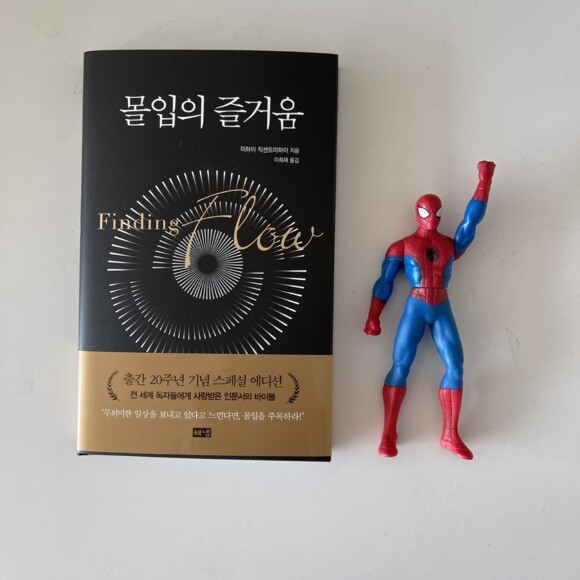 몰입의 즐거움
미하이 칙센트미하이 지음
이희재 옮김
Finding Flow
출간 20주년 기념 스페셜 에디션
전 세계 독자들에게 사랑받은 인문서의 바이블
"무의미한 일상을 보내고 있다고 느낀다면, 몰입을 주목하라!"
해냄